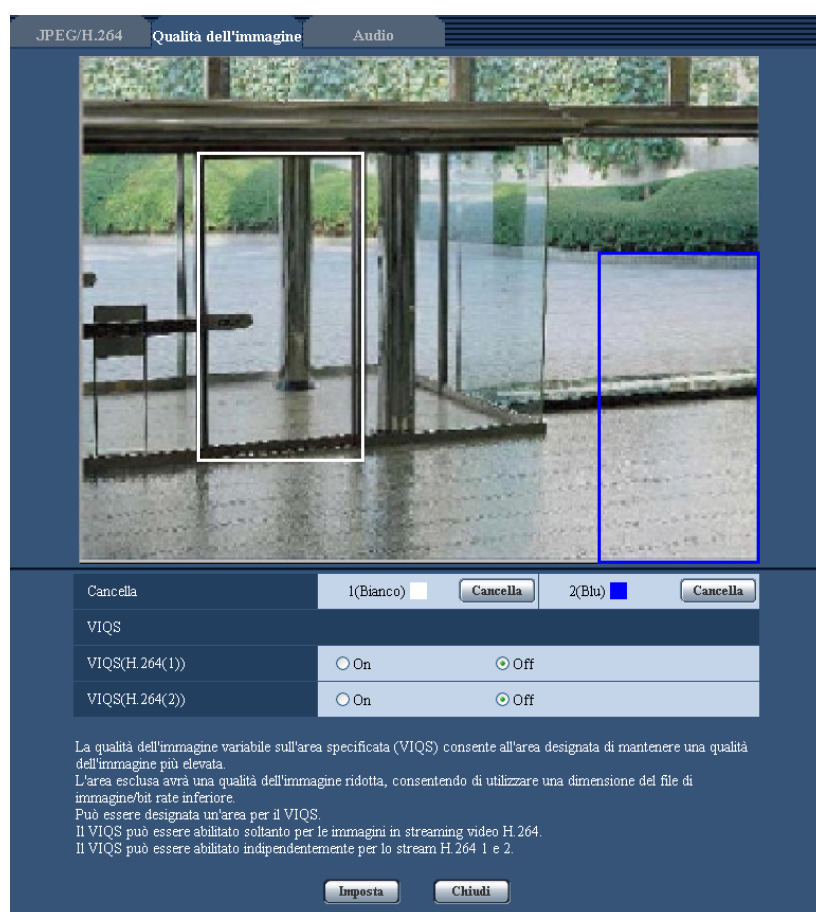 JPEG/H.264 Qualità dell'immagine Audio
Cancella 1(Bianco) Cancella 2(Blu) Cancella
VIQS
VIQS(H.264(1)) On Off
VIQS(H.264(2)) On Off
La qualità dell'immagine variabile sull'area specificata (VIQS) consente all'area designata di mantenere una qualità
dell'immagine più elevata.
L'area esclusa avrà una qualità dell'immagine ridotta, consentendo di utilizzare una dimensione del file di
immagine/bit rate inferiore.
Può essere designata un'area per il VIQS.
Il VIQS può essere abilitato soltanto per le immagini in streaming video H.264.
Il VIQS può essere abilitato indipendentemente per lo stream H.264 1 e 2.
Imposta Chiudi